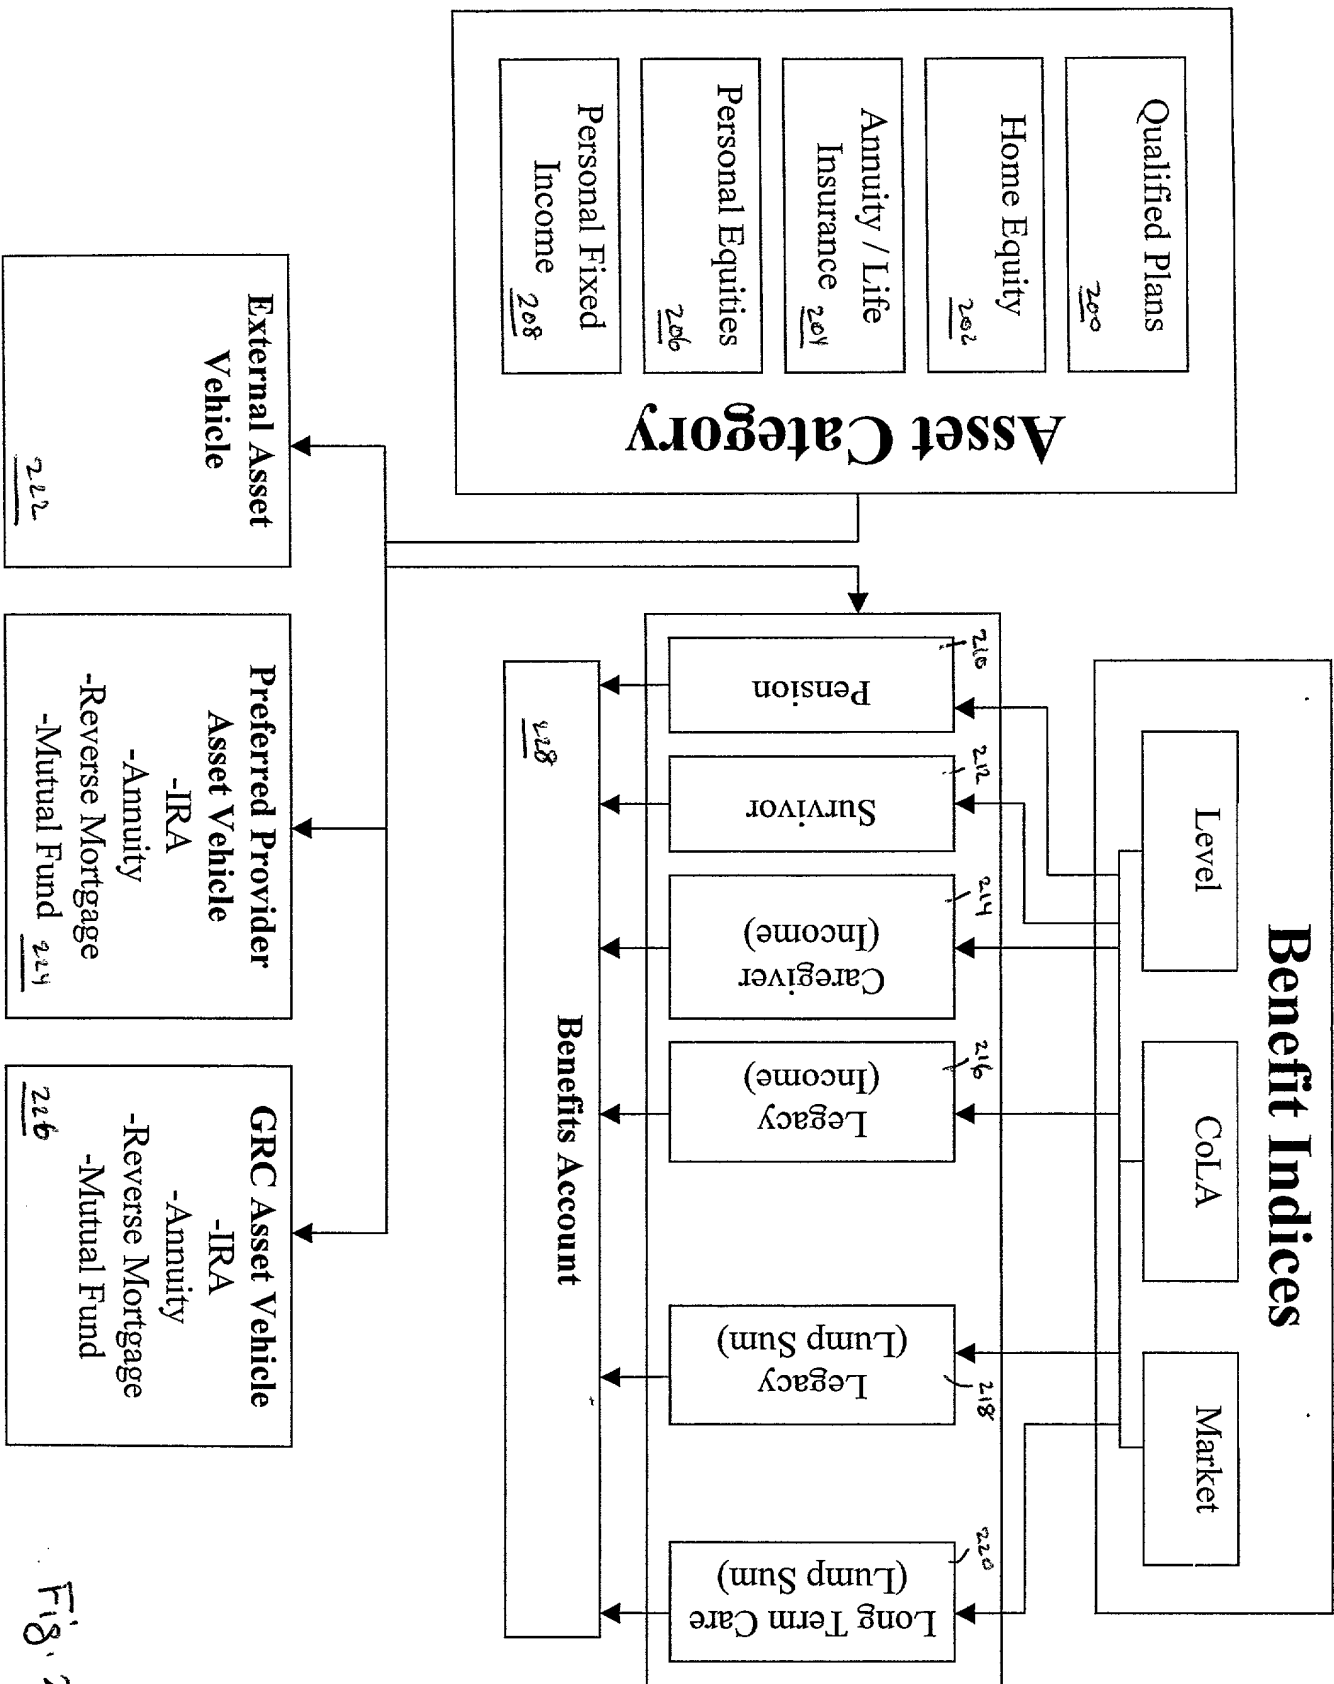 Benefit Indices
Level
CoLA
Market
Asset Category
Qualified Plans
200
Home Equity
202
Annuity / Life
Insurance 204
Personal Equities
206
Personal Fixed
Income 208
210
Pension
212
Survivor
214
Caregiver
(Income)
216
Legacy
(Income)
218
Legacy
(Lump Sum)
220
Long Term Care
(Lump Sum)
Benefits Account
228
External Asset
Vehicle
222
Preferred Provider
Asset Vehicle
-IRA
-Annuity
-Reverse Mortgage
-Mutual Fund 224
GRC Asset Vehicle
-IRA
-Annuity
-Reverse Mortgage
-Mutual Fund
226
Fig. 2